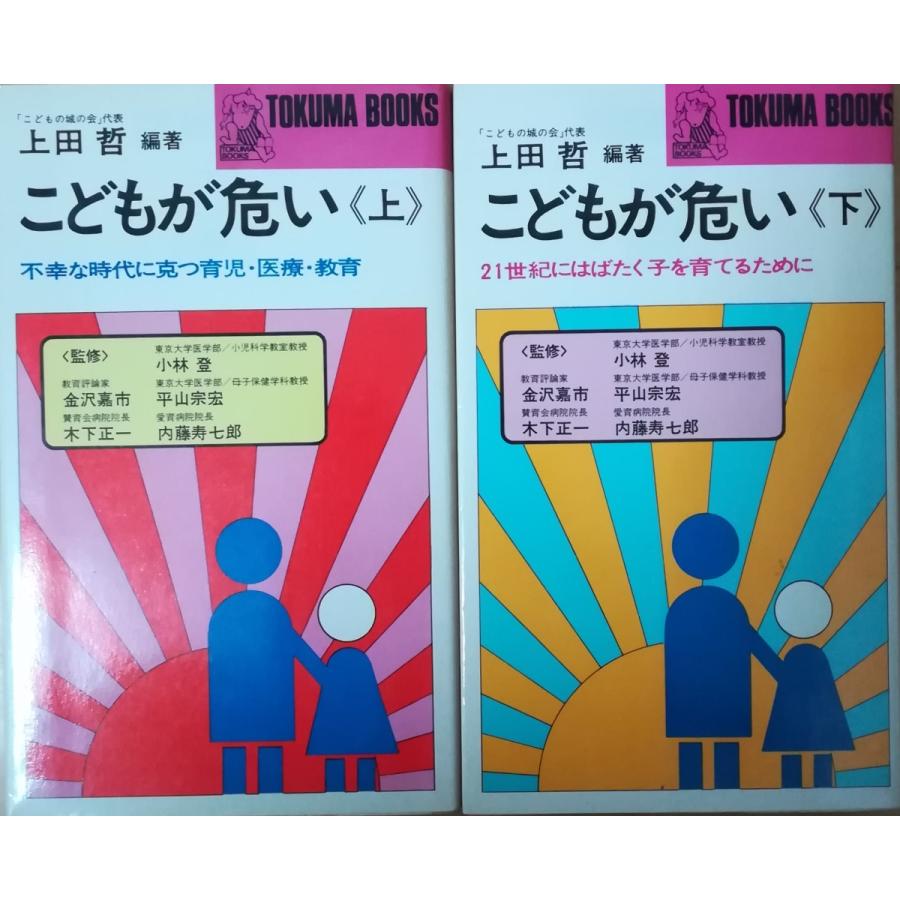 TOKUMA BOOKS
TOKUMA
BOOKS
「こどもの城の会」代表
上田 哲 編著
こどもが危い《上》
不幸な時代に克つ育児・医療・教育
〈監修〉
東京大学医学部/小児科学教室教授
小林 登
教育評論家
金沢嘉市
東京大学医学部/母子保健学科教授
平山宗宏
賛育会病院院長
木下正一
愛育病院院長
内藤寿七郎
TOKUMA BOOKS
TOKUMA
BOOKS
「こどもの城の会」代表
上田 哲 編著
こどもが危い《下》
21世紀にはばたく子を育てるために
〈監修〉
東京大学医学部/小児科学教室教授
小林 登
教育評論家
金沢嘉市
東京大学医学部/母子保健学科教授
平山宗宏
賛育会病院院長
木下正一
愛育病院院長
内藤寿七郎